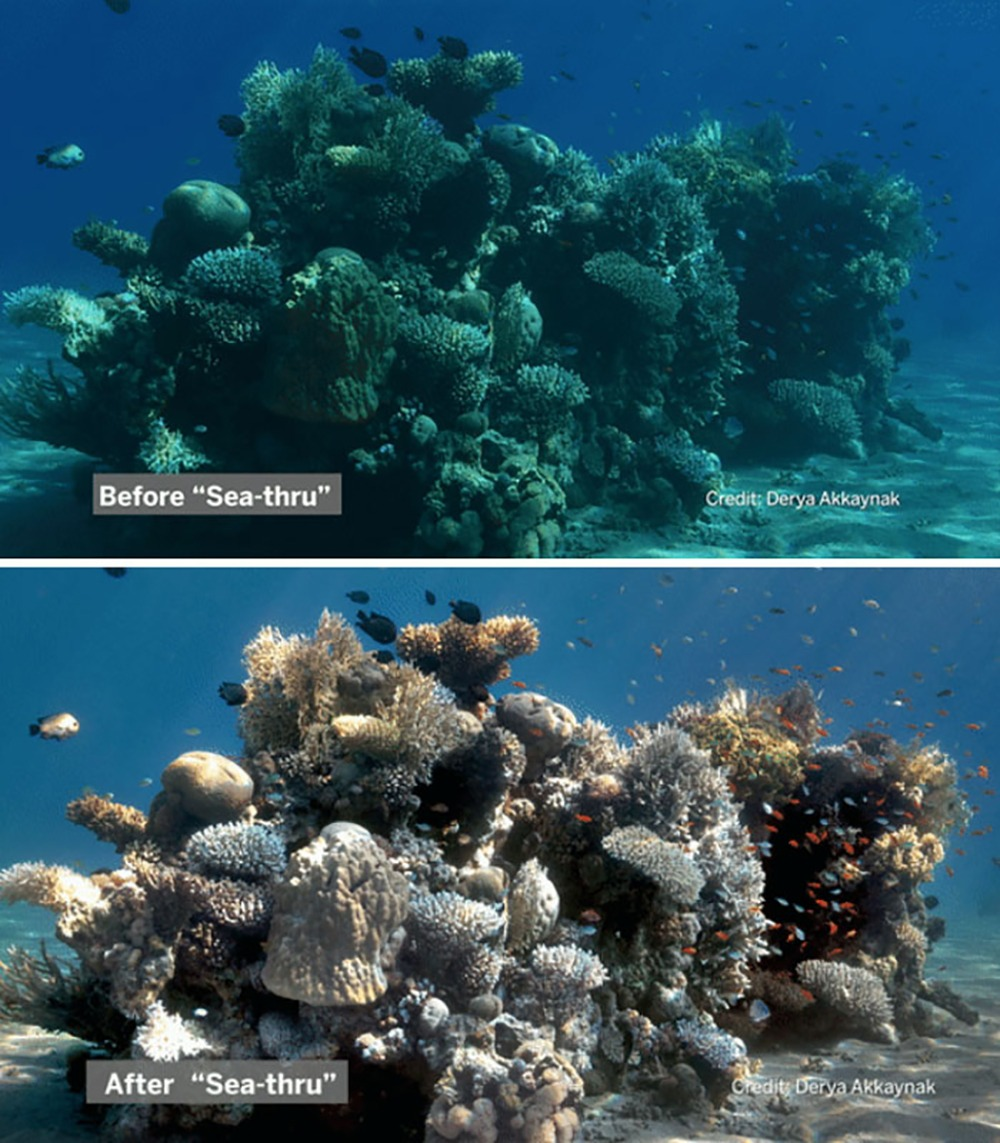 Before “Sea-thru”
Credit: Derya Akkaynak
After “Sea-thru”
Credit: Derya Akkaynak